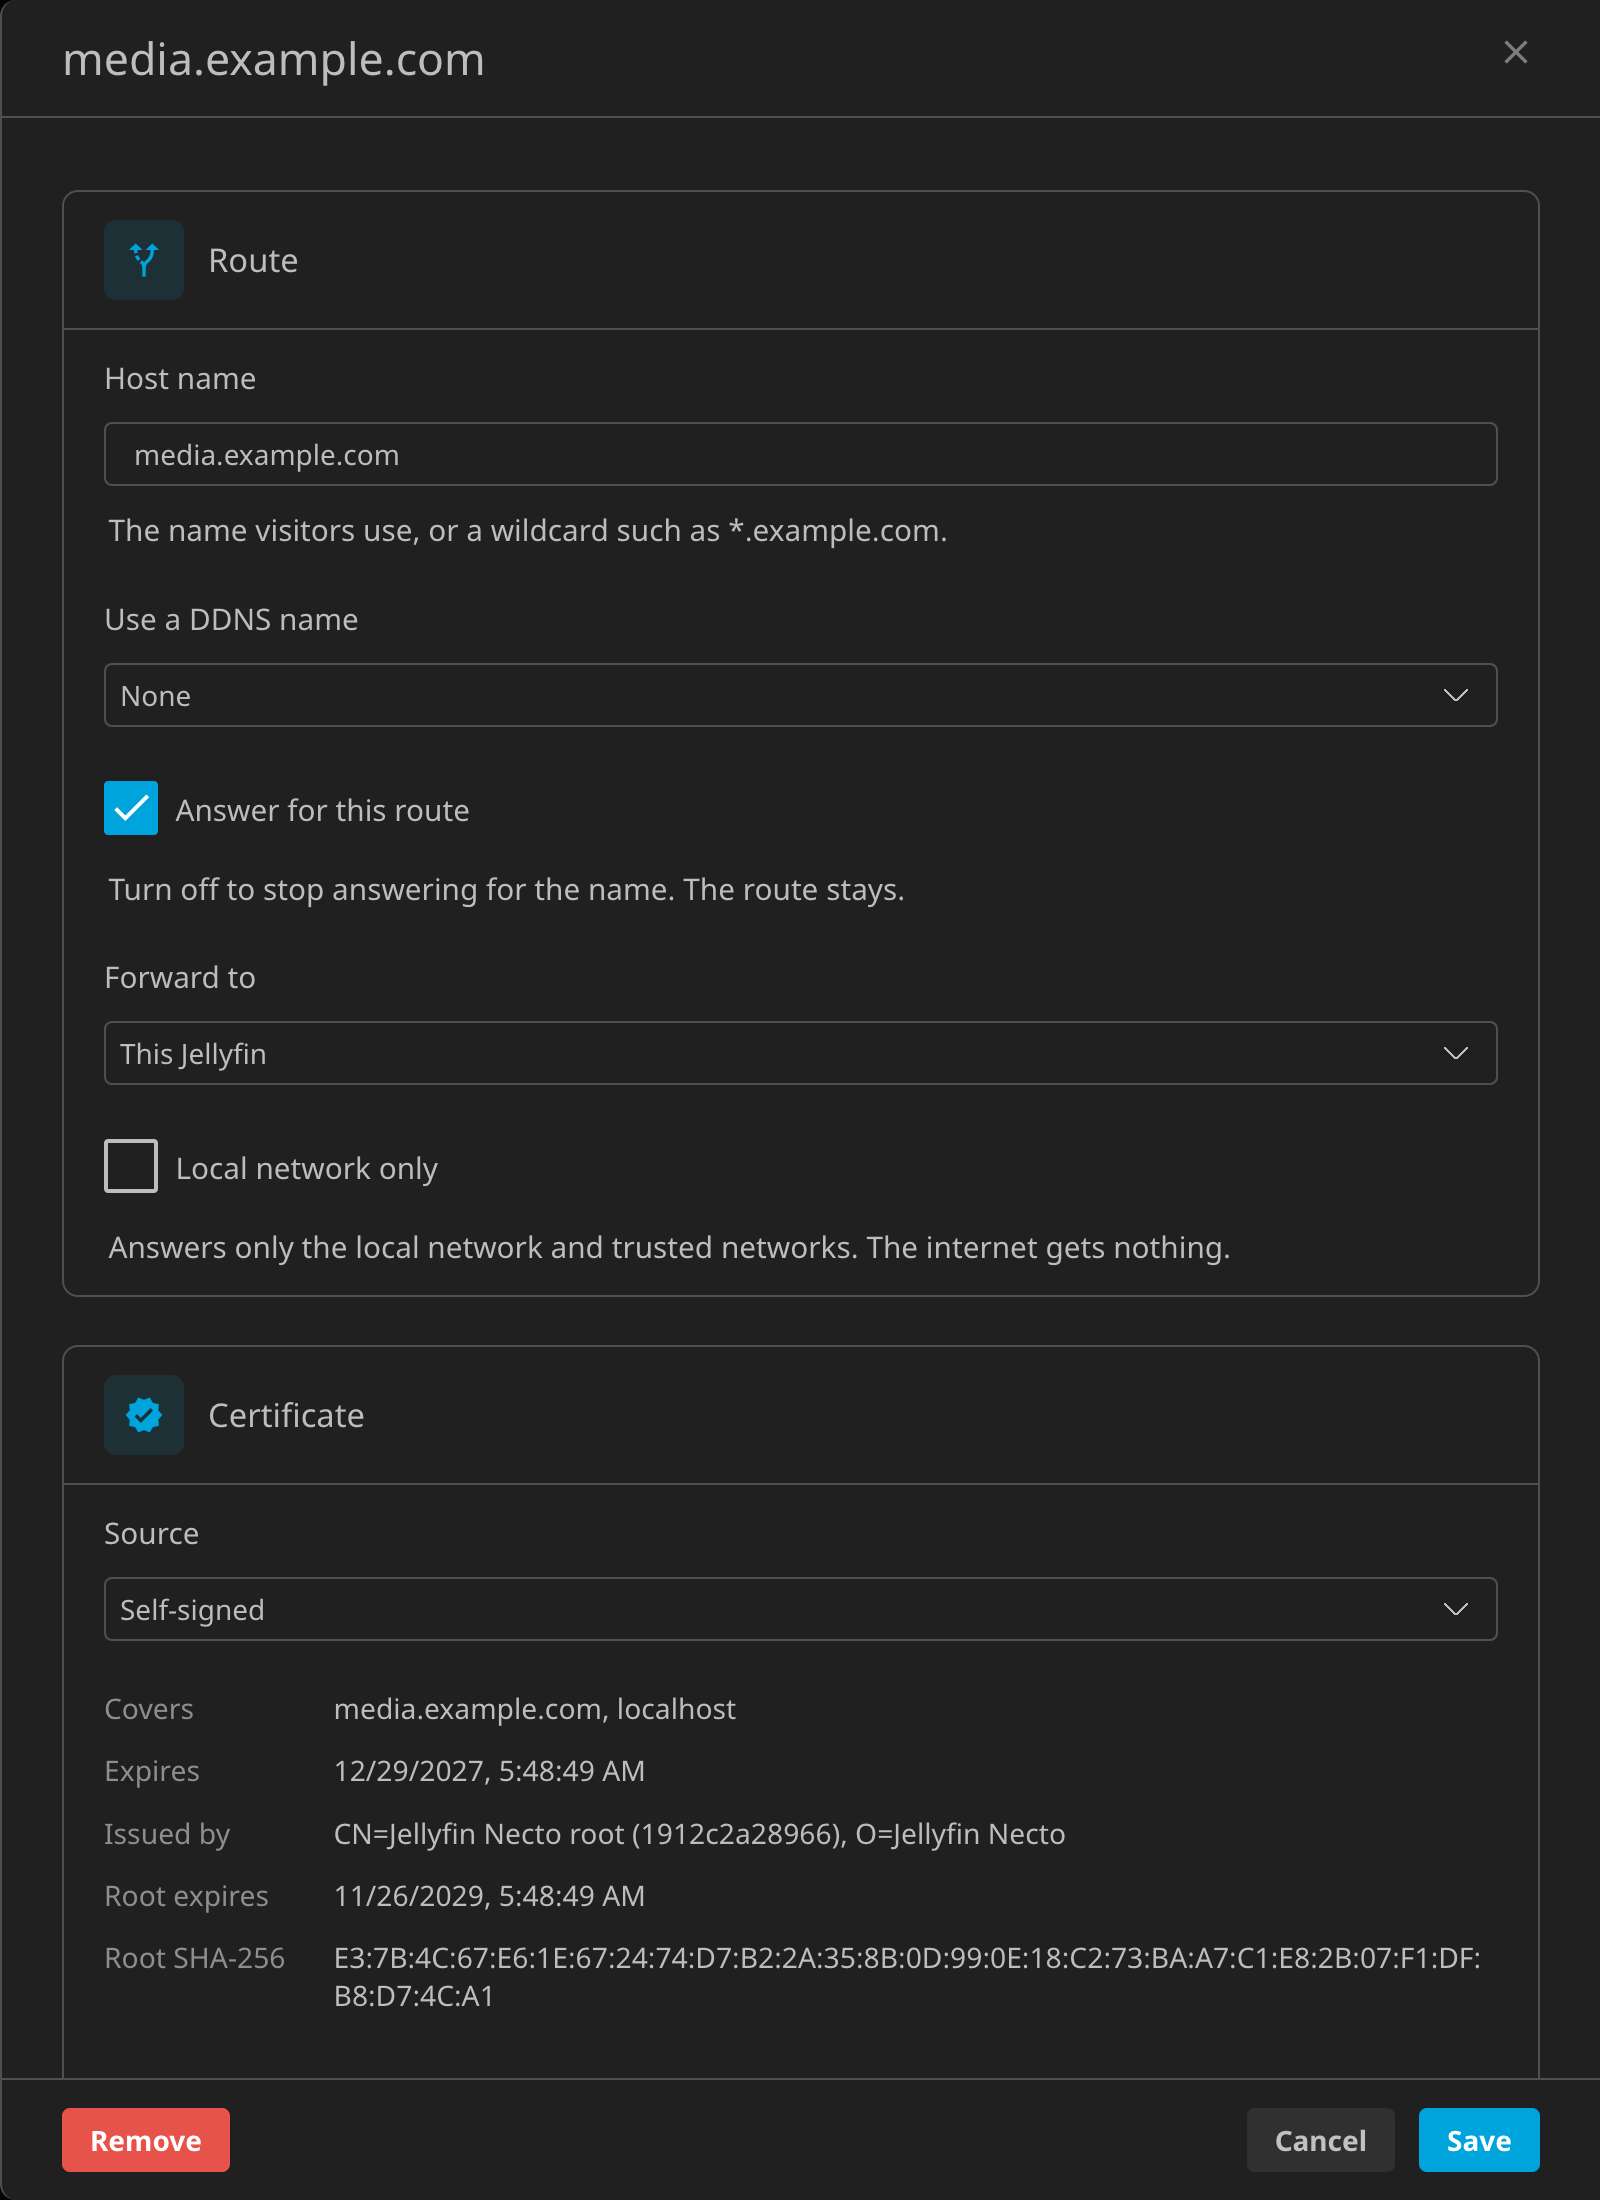 media.example.com
Route
Host name
media.example.com
The name visitors use, or a wildcard such as *.example.com.
Use a DDNS name
None
Answer for this route
Turn off to stop answering for the name. The route stays.
Forward to
This Jellyfin
Local network only
Answers only the local network and trusted networks. The internet gets nothing.
Certificate
Source
Self-signed
Covers media.example.com, localhost
Expires 12/29/2027, 5:48:49 AM
Issued by CN=Jellyfin Necto root (1912c2a28966), O=Jellyfin Necto
Root expires 11/26/2029, 5:48:49 AM
Root SHA-256 E3:7B:4C:67:E6:1E:67:24:74:D7:B2:2A:35:8B:0D:99:0E:18:C2:73:BA:A7:C1:E8:2B:07:F1:DF:
B8:D7:4C:A1
Remove Cancel Save